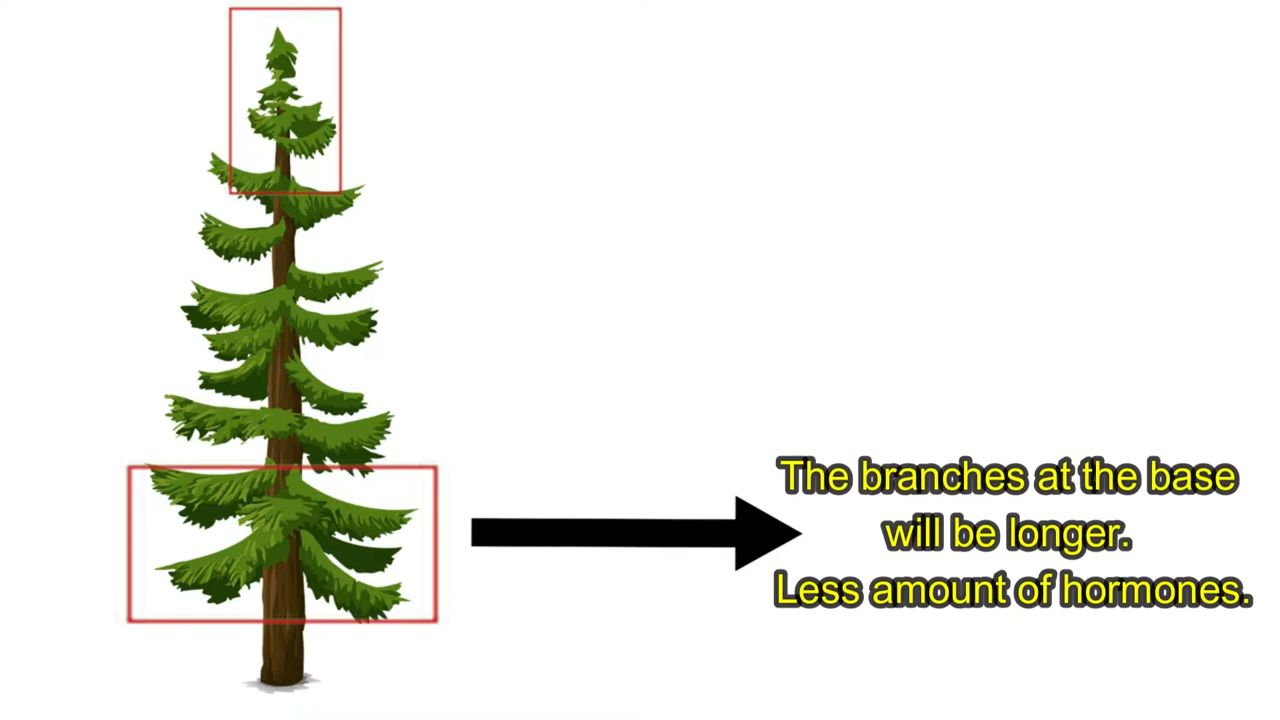 The branches at the base
will be longer.
Less amount of hormones.